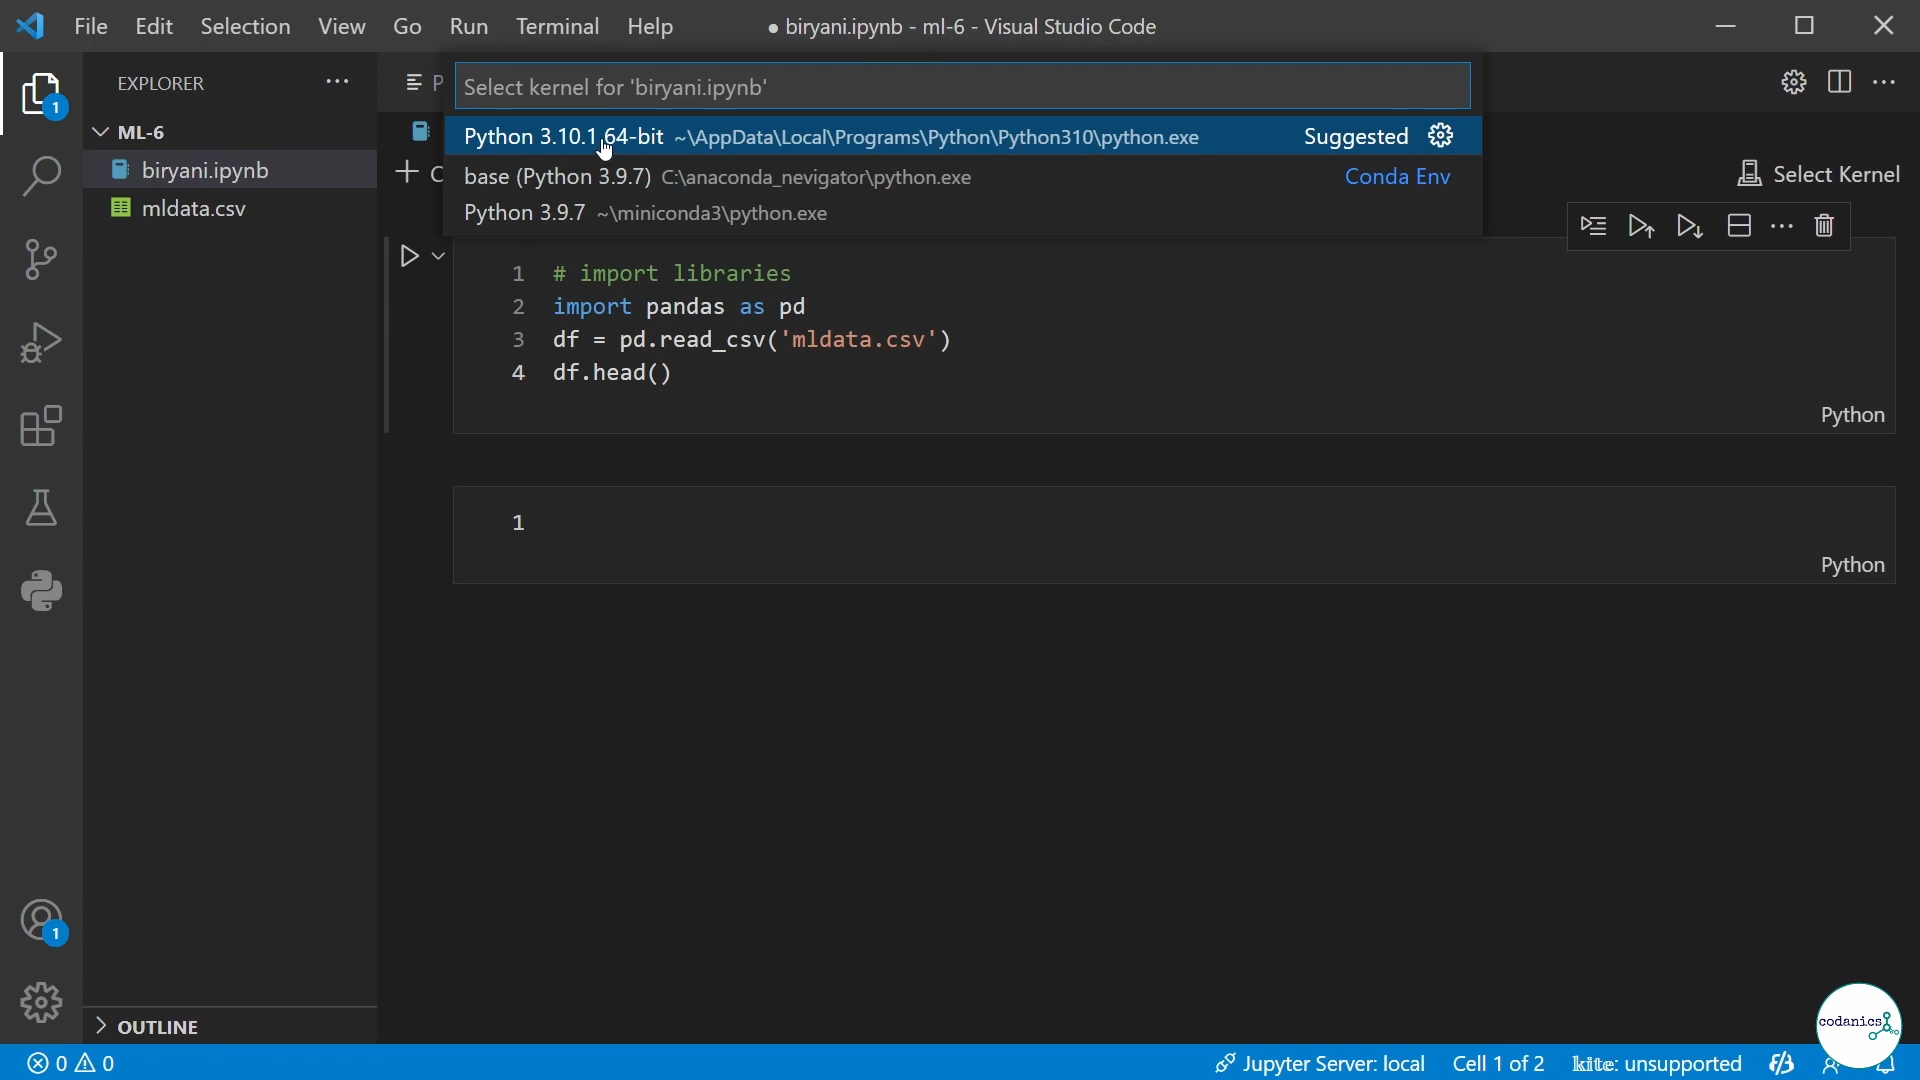 File Edit Selection View Go Run Terminal Help ● biryani.ipynb - ml-6 - Visual Studio Code
EXPLORER
1
ML-6
biryani.ipynb
mldata.csv
Select kernel for 'biryani.ipynb'
Python 3.10.1 64-bit ~\AppData\Local\Programs\Python\Python310\python.exe Suggested
base (Python 3.9.7) C:\anaconda_nevigator\python.exe Conda Env
Python 3.9.7 ~\miniconda3\python.exe
Select Kernel
1 # import libraries
2 import pandas as pd
3 df = pd.read_csv('mldata.csv')
4 df.head()
Python
1
Python
1
OUTLINE
codanics
0 0 Jupyter Server: local Cell 1 of 2 kite: unsupported